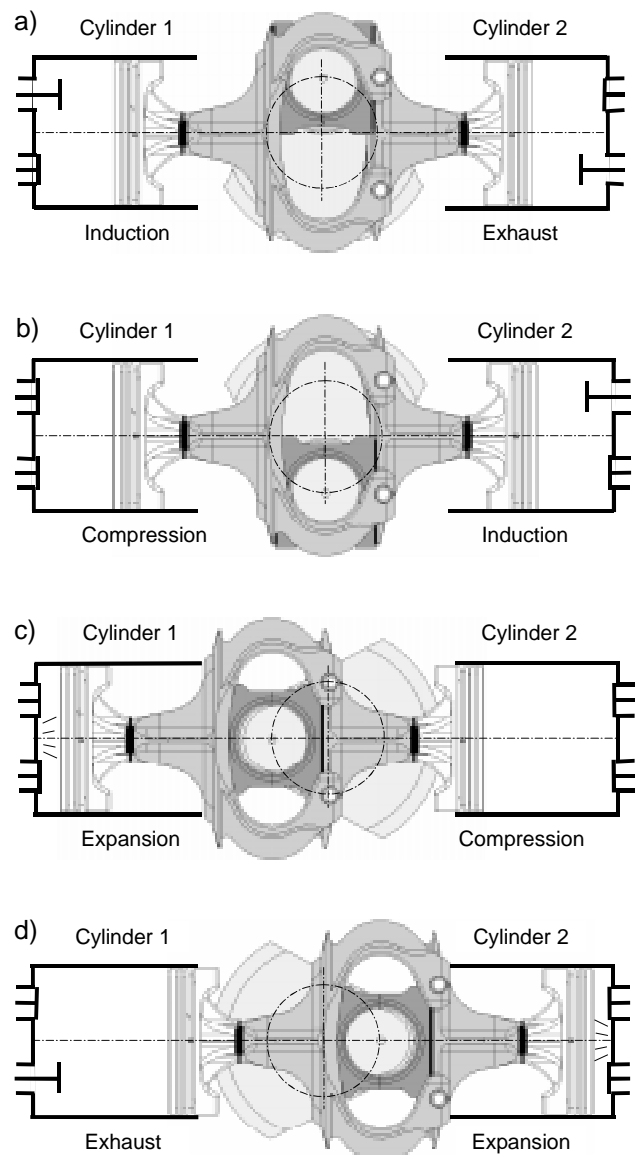 a)
Cylinder 1 Cylinder 2
Induction Exhaust
b)
Cylinder 1 Cylinder 2
Compression Induction
c)
Cylinder 1 Cylinder 2
Expansion Compression
d)
Cylinder 1 Cylinder 2
Exhaust Expansion